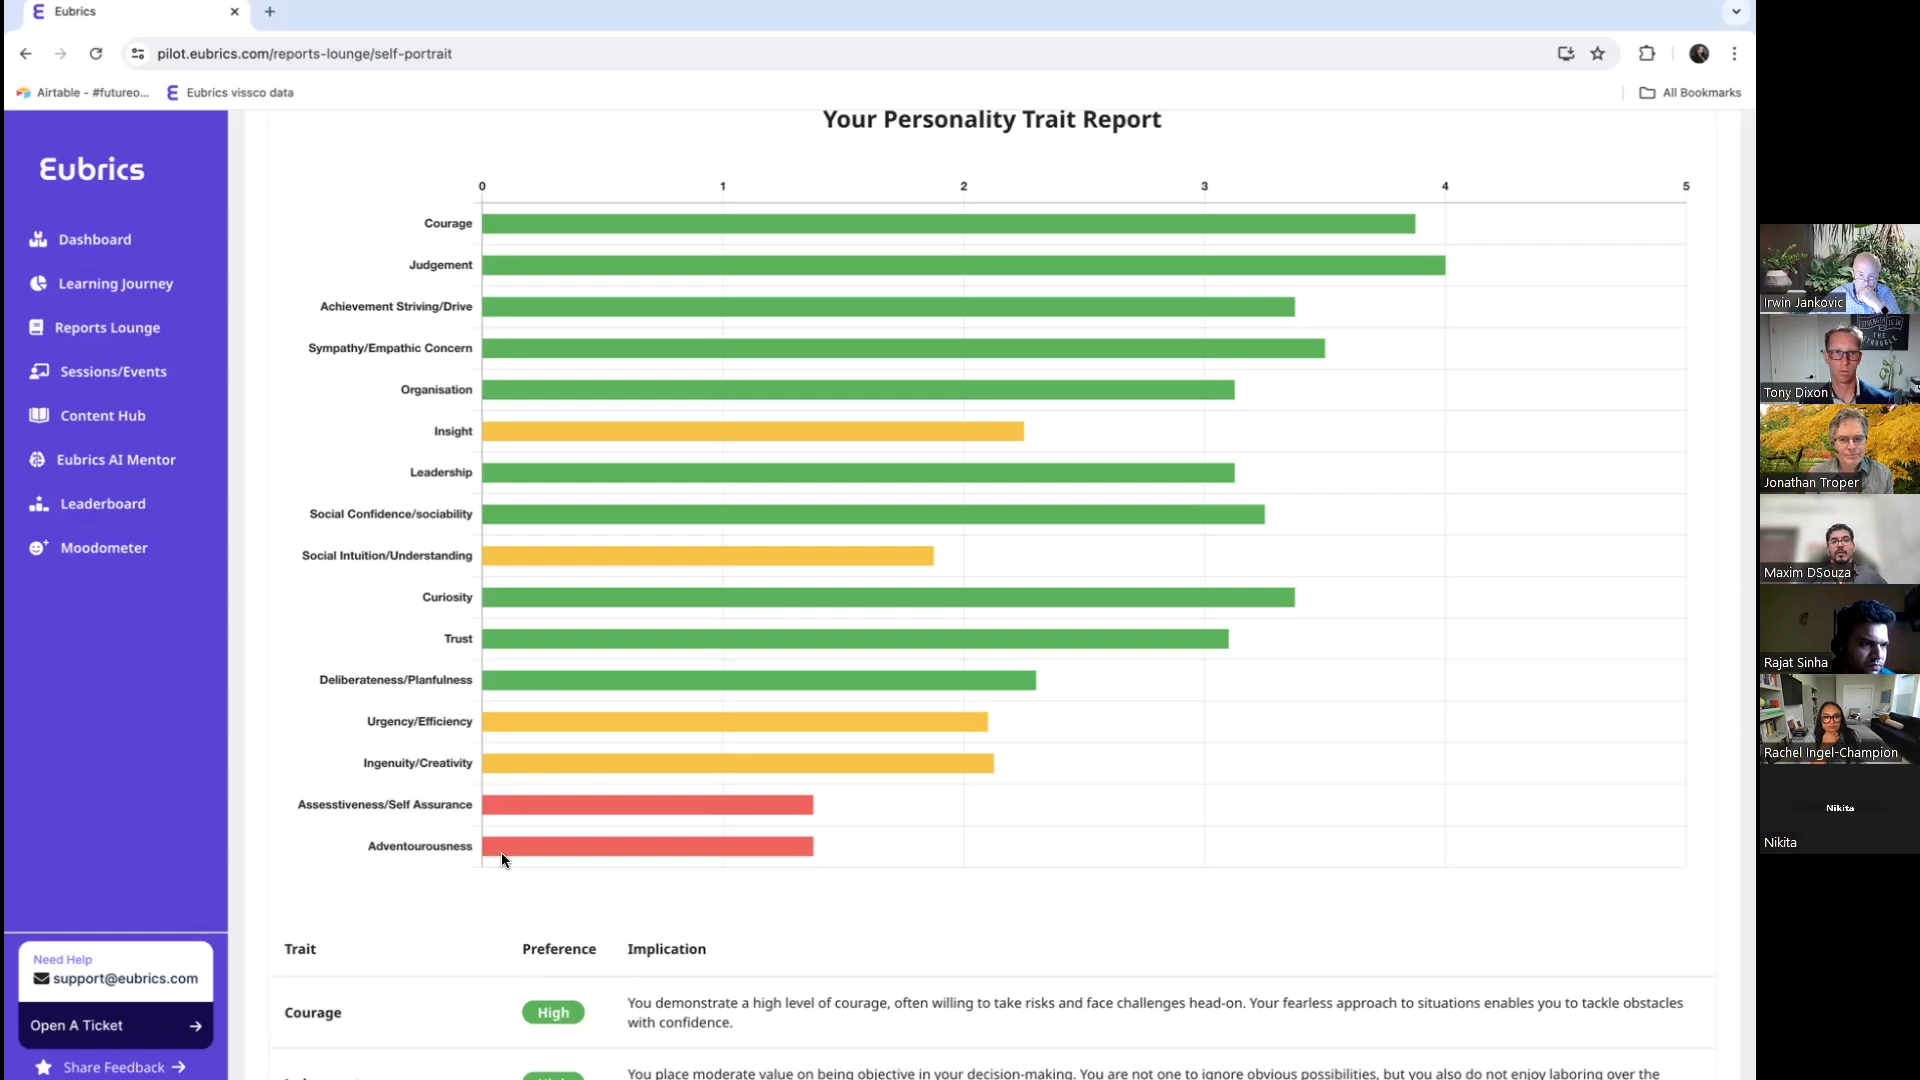 Eubrics
pilot.eubrics.com/reports-lounge/self-portrait
Airtable - #futureo...
Eubrics vissco data
All Bookmarks
Eubrics
Dashboard
Learning Journey
Reports Lounge
Sessions/Events
Content Hub
Eubrics AI Mentor
Leaderboard
Moodometer
Need Help
support@eubrics.com
Open A Ticket
Share Feedback
Your Personality Trait Report
0 1 2 3 4 5
Courage
Judgement
Achievement Striving/Drive
Sympathy/Empathic Concern
Organisation
Insight
Leadership
Social Confidence/sociability
Social Intuition/Understanding
Curiosity
Trust
Deliberateness/Planfulness
Urgency/Efficiency
Ingenuity/Creativity
Assesstiveness/Self Assurance
Adventourousness
Trait Preference Implication
Courage High You demonstrate a high level of courage, often willing to take risks and face challenges head-on. Your fearless approach to situations enables you to tackle obstacles
with confidence.
You place moderate value on being objective in your decision-making. You are not one to ignore obvious possibilities, but you also do not enjoy laboring over the
Irwin Jankovic
STRENGTH IS IN
THE
STRUGGLE
Tony Dixon
Jonathan Troper
Maxim DSouza
Rajat Sinha
Rachel Ingel-Champion
Nikita
Nikita